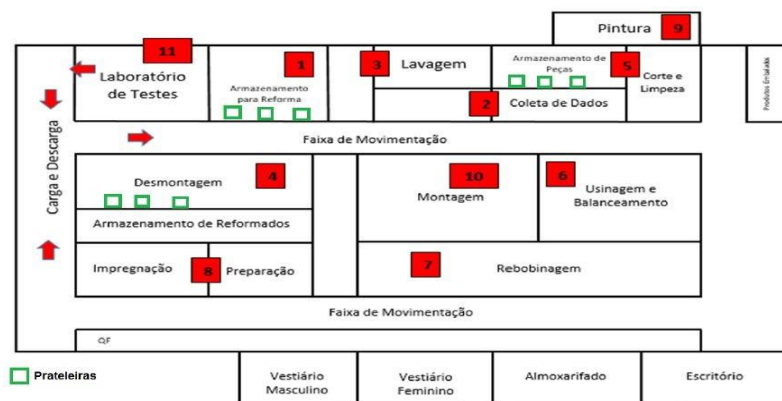 Pintura
9
11
Laboratório
de Testes
1
Armazenamento
para Reforma
3
Lavagem
Armazenamento de
Peças
5
Corte e
Limpeza
Produtos Embalados
2
Coleta de Dados
Faixa de Movimentação
Carga e Descarga
Desmontagem
4
10
Montagem
6
Usinagem e
Balanceamento
Armazenamento de Reformados
Impregnação
8
Preparação
7
Rebobinagem
Faixa de Movimentação
QF
Prateleiras
Vestiário
Masculino
Vestiário
Feminino
Almoxarifado
Escritório